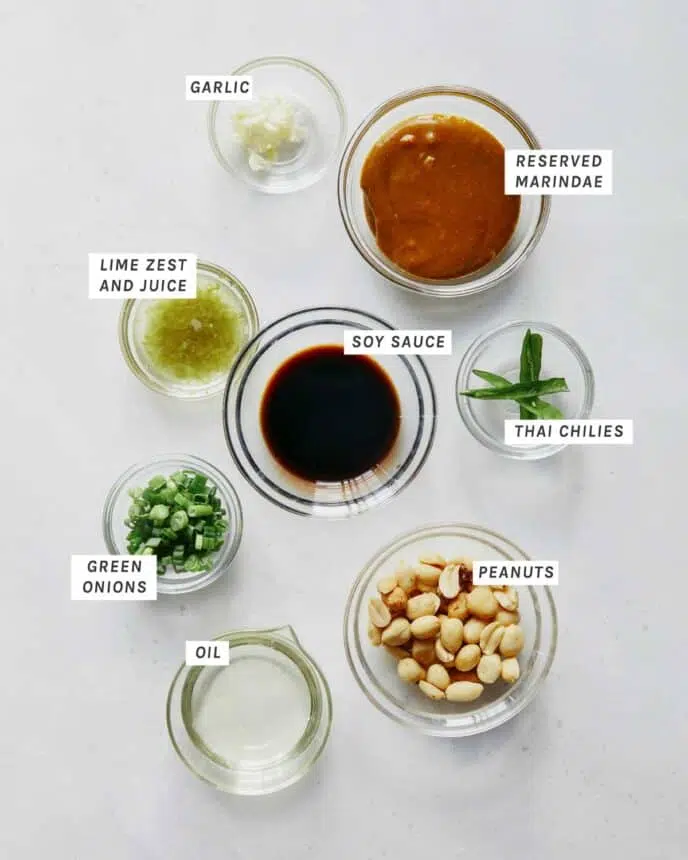 GARLIC
RESERVED
MARINDAE
LIME ZEST
AND JUICE
SOY SAUCE
THAI CHILIES
GREEN
ONIONS
PEANUTS
OIL